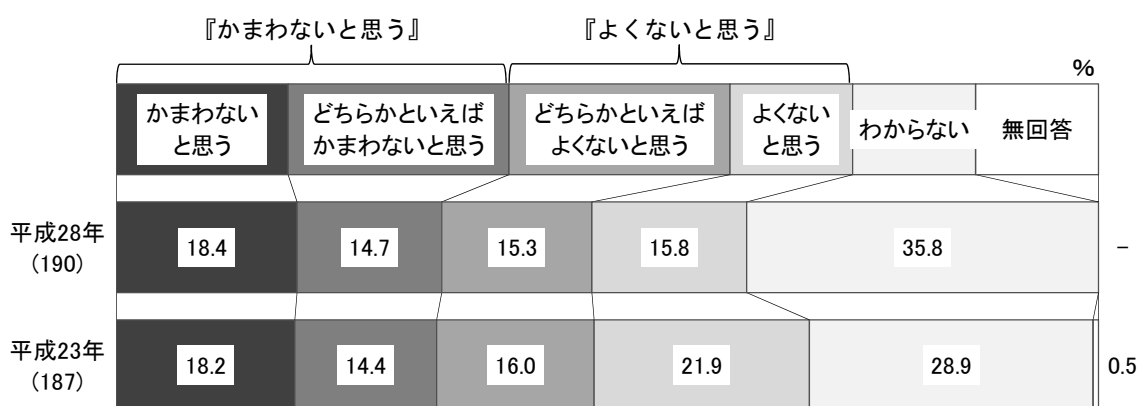 『かまわないと思う』 『よくないと思う』
%
かまわない
と思う
どちらかといえば
かまわないと思う
どちらかといえば
よくないと思う
よくない
と思う
わからない
無回答
平成28年
(190)
18.4 14.7 15.3 15.8 35.8 -
平成23年
(187)
18.2 14.4 16.0 21.9 28.9 0.5